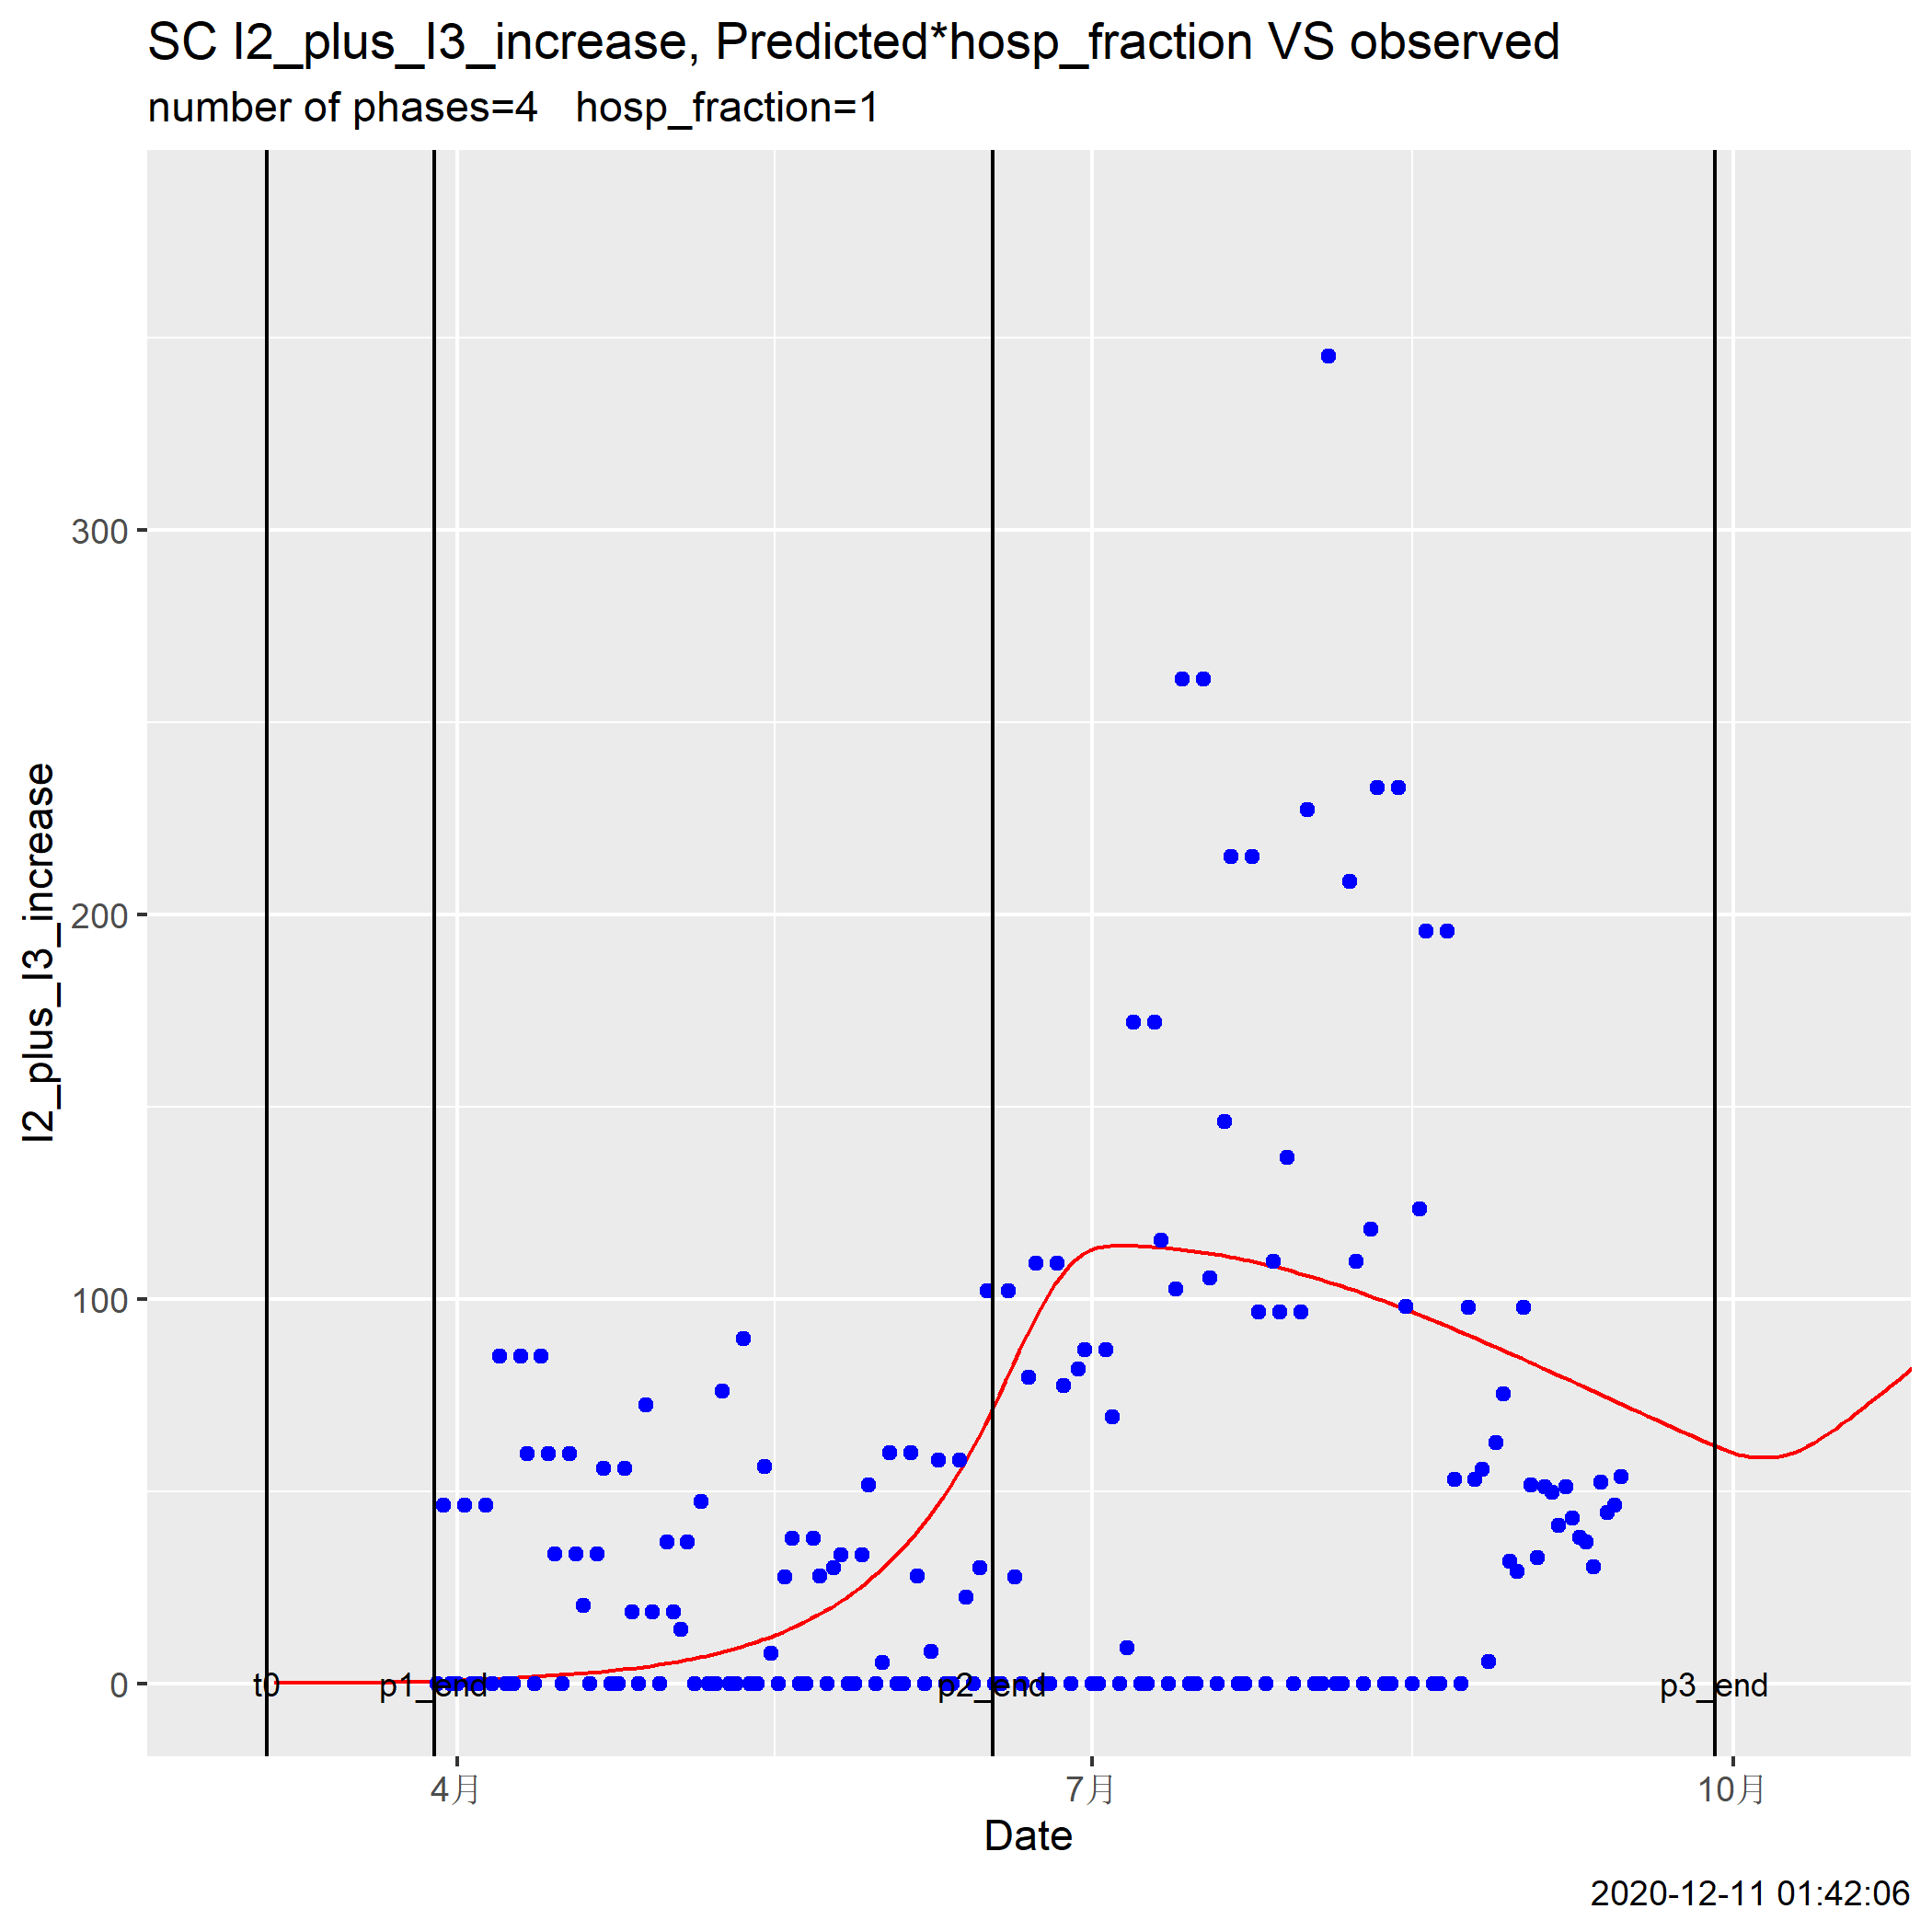 SC I2_plus_I3_increase, Predicted*hosp_fraction VS observed
number of phases=4 hosp_fraction=1
I2_plus_I3_increase
300
200
100
0
t0
p1_end
p2_end
p3_end
4月
7月
10月
Date
2020-12-11 01:42:06